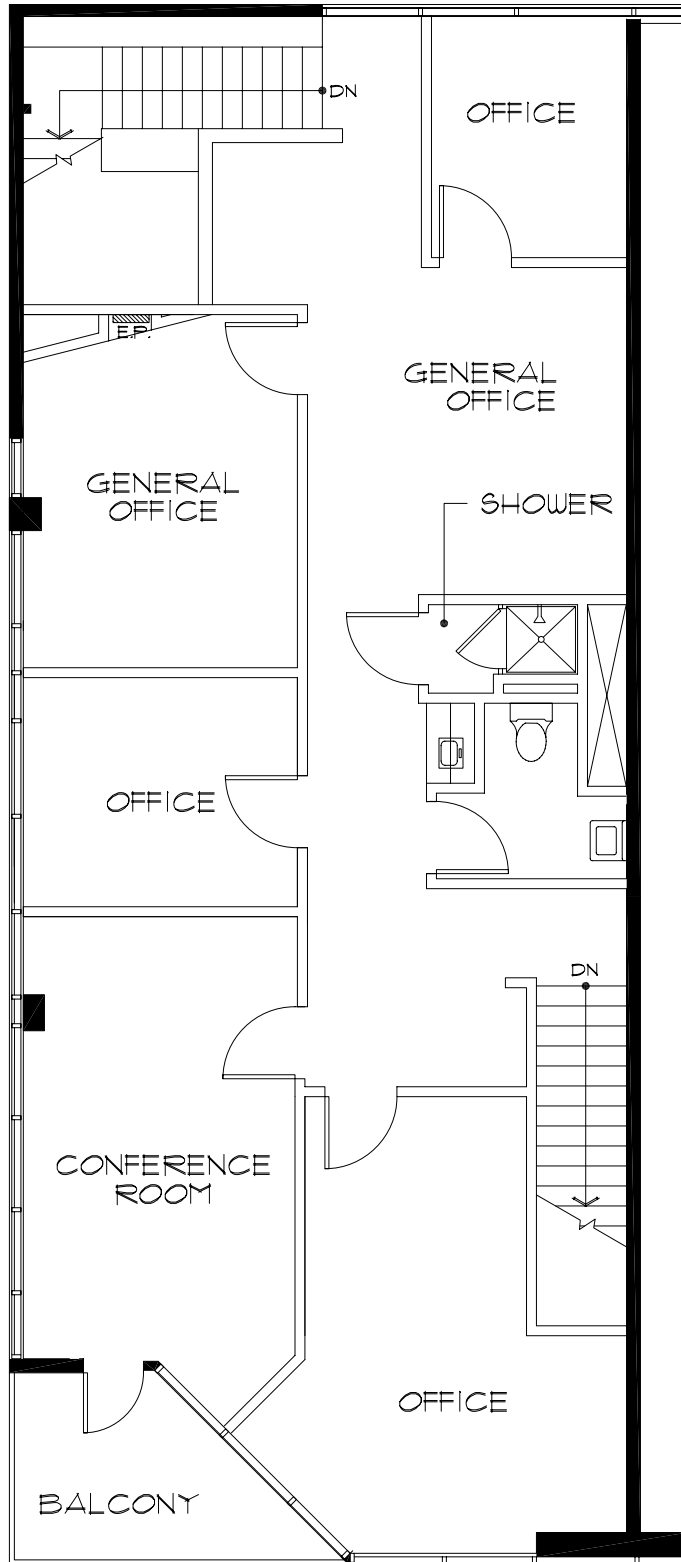 DN
OFFICE
E.P.
GENERAL
OFFICE
GENERAL
OFFICE
SHOWER
OFFICE
DN
CONFERENCE
ROOM
OFFICE
BALCONY